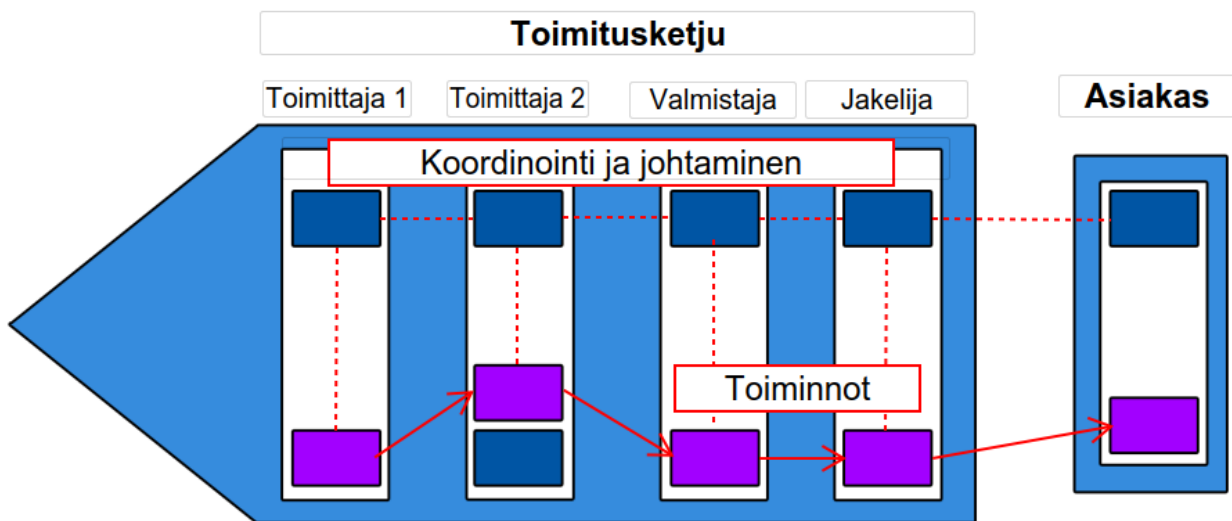 Toimitusketju
Toimittaja 1
Toimittaja 2
Valmistaja
Jakelija
Asiakas
Koordinointi ja johtaminen
Toiminnot